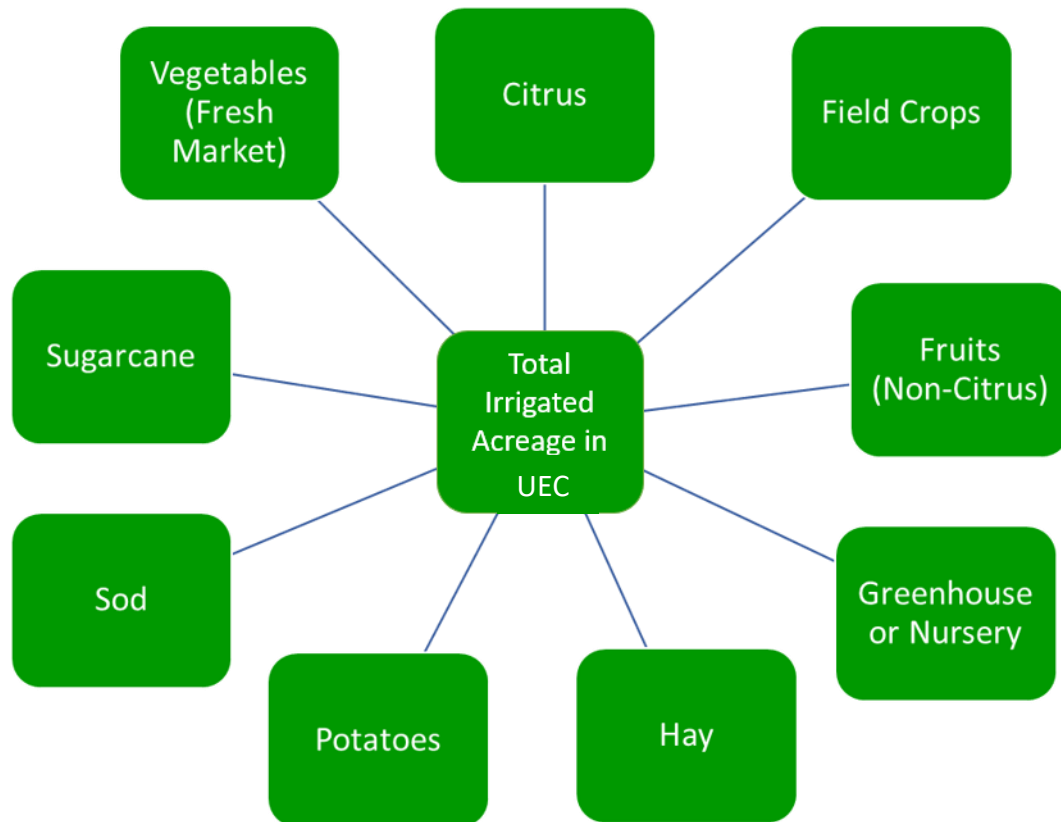 Vegetables
(Fresh
Market)
Citrus
Field Crops
Sugarcane
Total
Irrigated
Acreage in
UEC
Fruits
(Non-Citrus)
Sod
Greenhouse
or Nursery
Potatoes
Hay